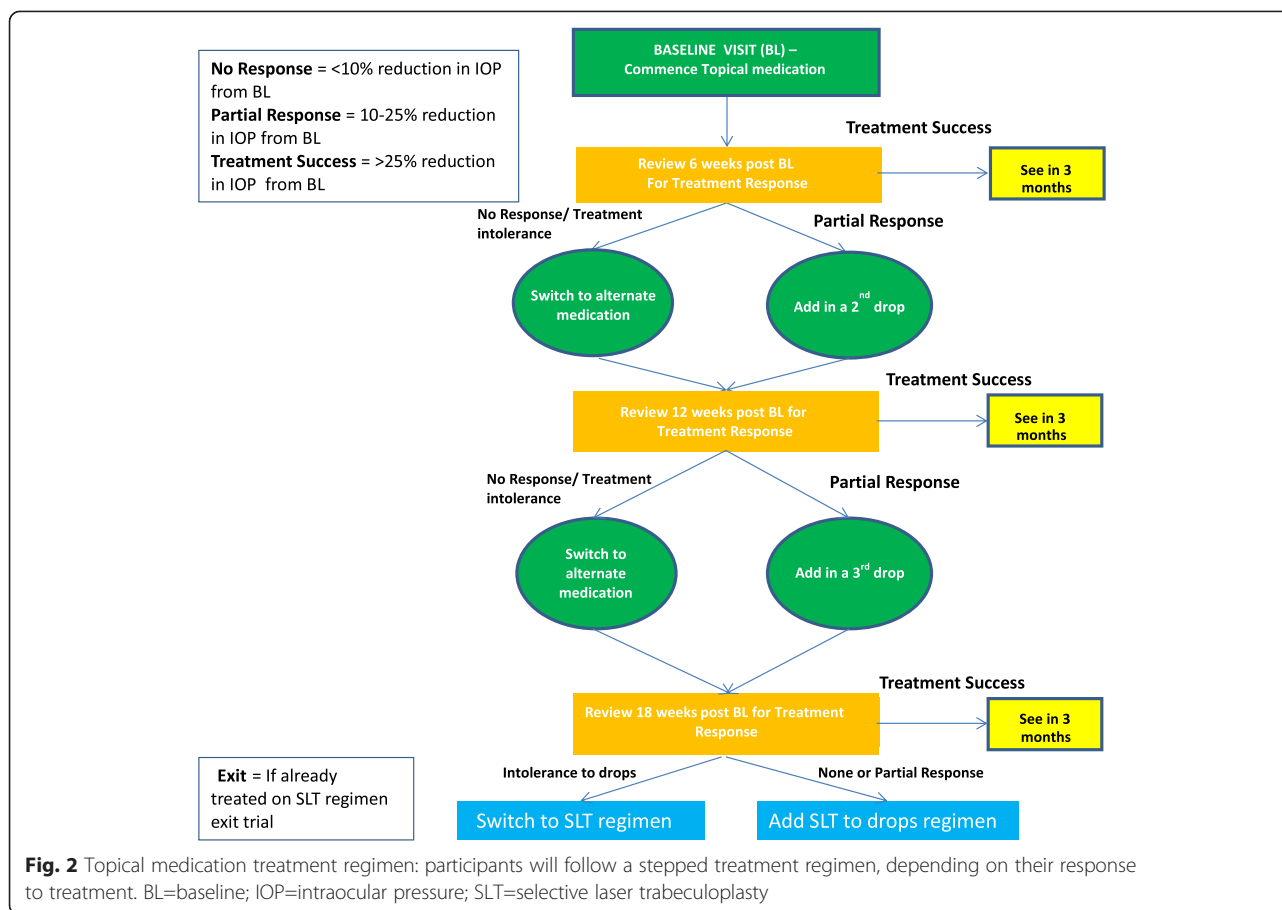 BASELINE VISIT (BL) –
Commence Topical medication
No Response = <10% reduction in IOP
from BL
Partial Response = 10-25% reduction
in IOP from BL
Treatment Success = >25% reduction
in IOP from BL
Treatment Success
Review 6 weeks post BL
For Treatment Response
See in 3
months
No Response/ Treatment
intolerance
Partial Response
Switch to alternate
medication
Add in a 2nd drop
Treatment Success
Review 12 weeks post BL for
Treatment Response
See in 3
months
No Response/ Treatment
intolerance
Partial Response
Switch to
alternate
medication
Add in a 3rd drop
Treatment Success
Review 18 weeks post BL for Treatment
Response
See in 3
months
Exit = If already
treated on SLT regimen
exit trial
Intolerance to drops
None or Partial Response
Switch to SLT regimen
Add SLT to drops regimen
Fig. 2 Topical medication treatment regimen: participants will follow a stepped treatment regimen, depending on their response
to treatment. BL=baseline; IOP=intraocular pressure; SLT=selective laser trabeculoplasty